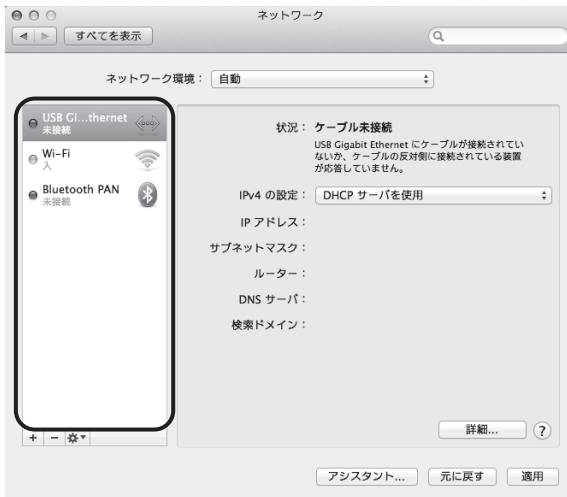 ネットワーク
すべてを表示
ネットワーク環境： 自動
USB Gi...thernet
未接続
Wi-Fi
入
Bluetooth PAN
未接続
状況： ケーブル未接続
USB Gigabit Ethernet にケーブルが接続されてい
ないか、ケーブルの反対側に接続されている装置
が応答していません。
IPv4 の設定： DHCP サーバを使用
IP アドレス：
サブネットマスク：
ルーター：
DNS サーバ：
検索ドメイン：
詳細... ?
アシスタント... 元に戻す 適用